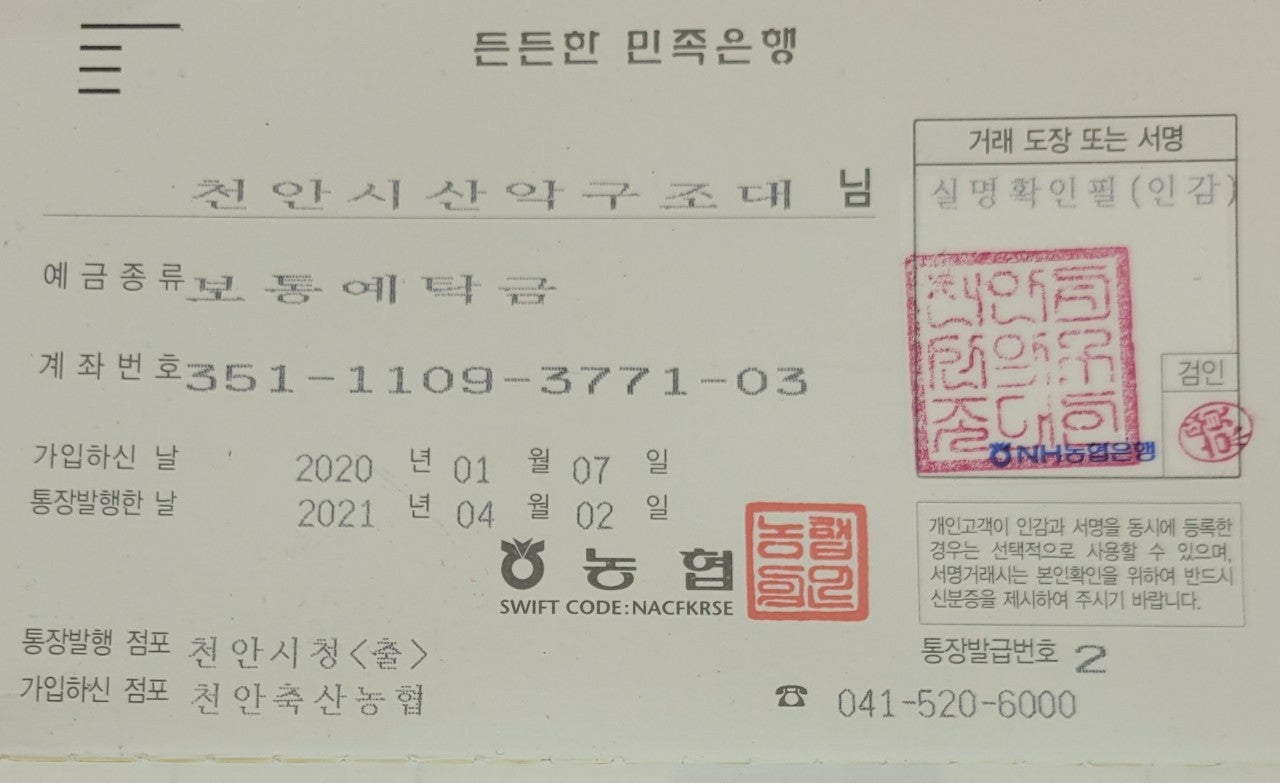 든든한 민족은행
천안시산악구조대 님
예금종류 보통예탁금
계좌번호 351-1109-3771-03
가입하신 날 2020 년 01 월 07 일
통장발행한 날 2021 년 04 월 02 일
농협
SWIFT CODE:NACFKRSE
통장발행 점포 천안시청<출>
가입하신 점포 천안축산농협
거래 도장 또는 서명
실명확인필(인감)
검인
NH농협은행
개인고객이 인감과 서명을 동시에 등록한
경우는 선택적으로 사용할 수 있으며,
서명거래시는 본인확인을 위하여 반드시
신분증을 제시하여 주시기 바랍니다.
통장발급번호 2
☎ 041-520-6000